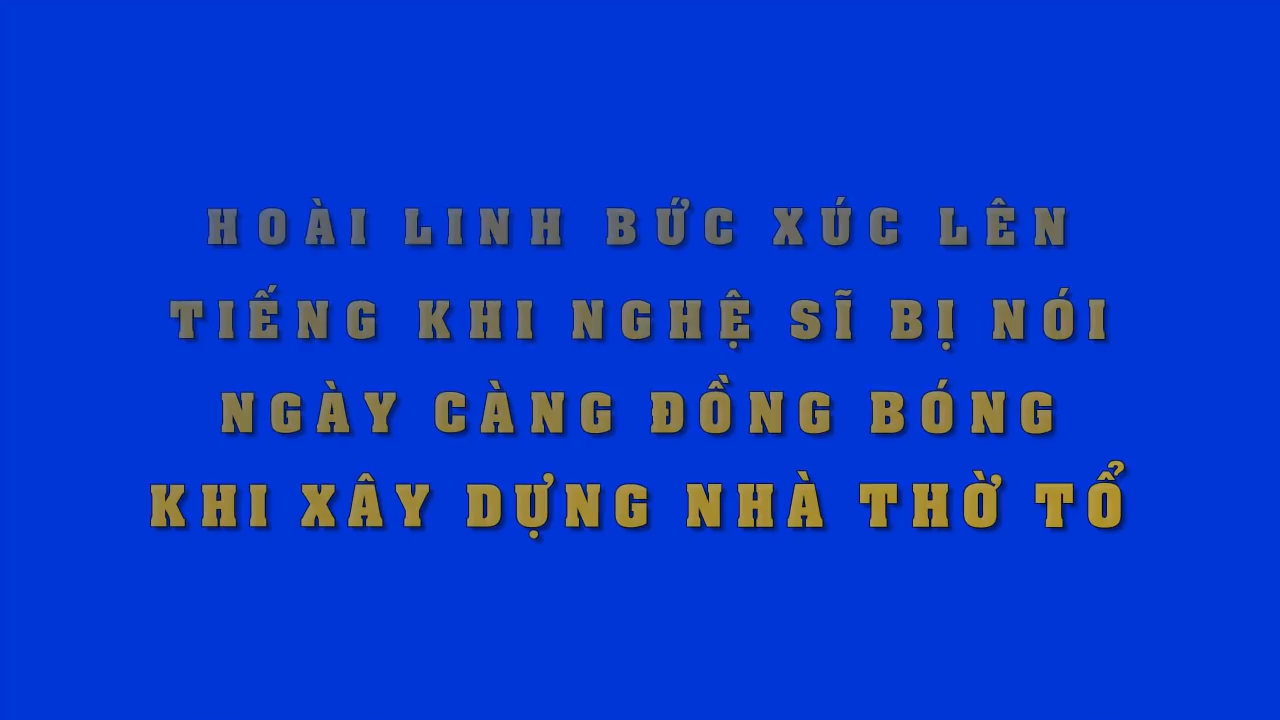 HOÀI LINH BỨC XÚC LÊN
TIẾNG KHI NGHỆ SĨ BỊ NÓI
NGÀY CÀNG ĐỒNG BÓNG
KHI XÂY DỰNG NHÀ THỜ TỔ